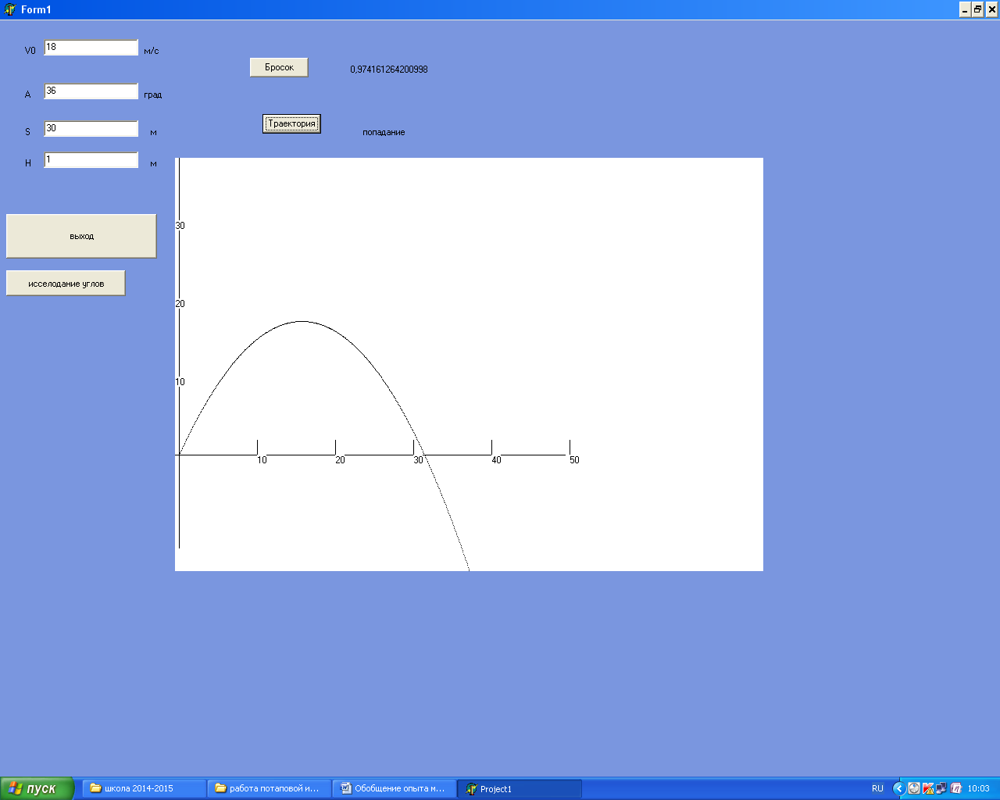 Form1
V0 18 м/с
Бросок 0,974161264200998
A 36 град
Траектория попадание
S 30 м
H 1 м
выход
исселодание углов
30
20
10
10 20 30 40 50
пуск школа 2014-2015 работа потаповой и... Обобщение опыта м... Project1 RU 10:03